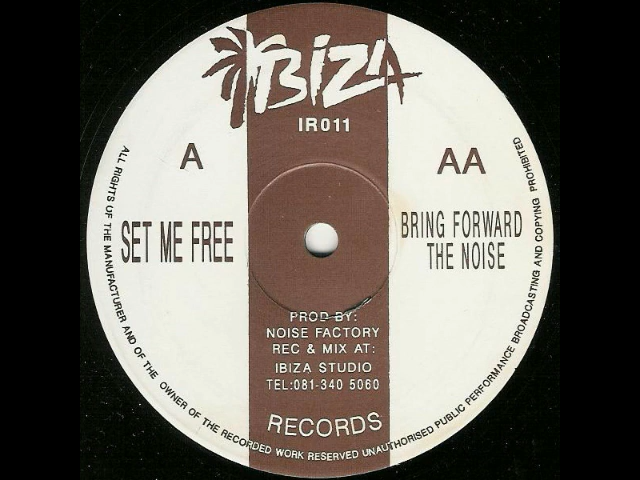 IBIZA
IR011
A
AA
SET ME FREE
BRING FORWARD
THE NOISE
PROD BY:
NOISE FACTORY
REC & MIX AT:
IBIZA STUDIO
TEL:081-340 5060
RECORDS
ALL RIGHTS OF THE MANUFACTURER AND OF THE OWNER OF THE RECORDED WORK RESERVED UNAUTHORISED PUBLIC PERFORMANCE BROADCASTING AND COPYING PROHIBITED